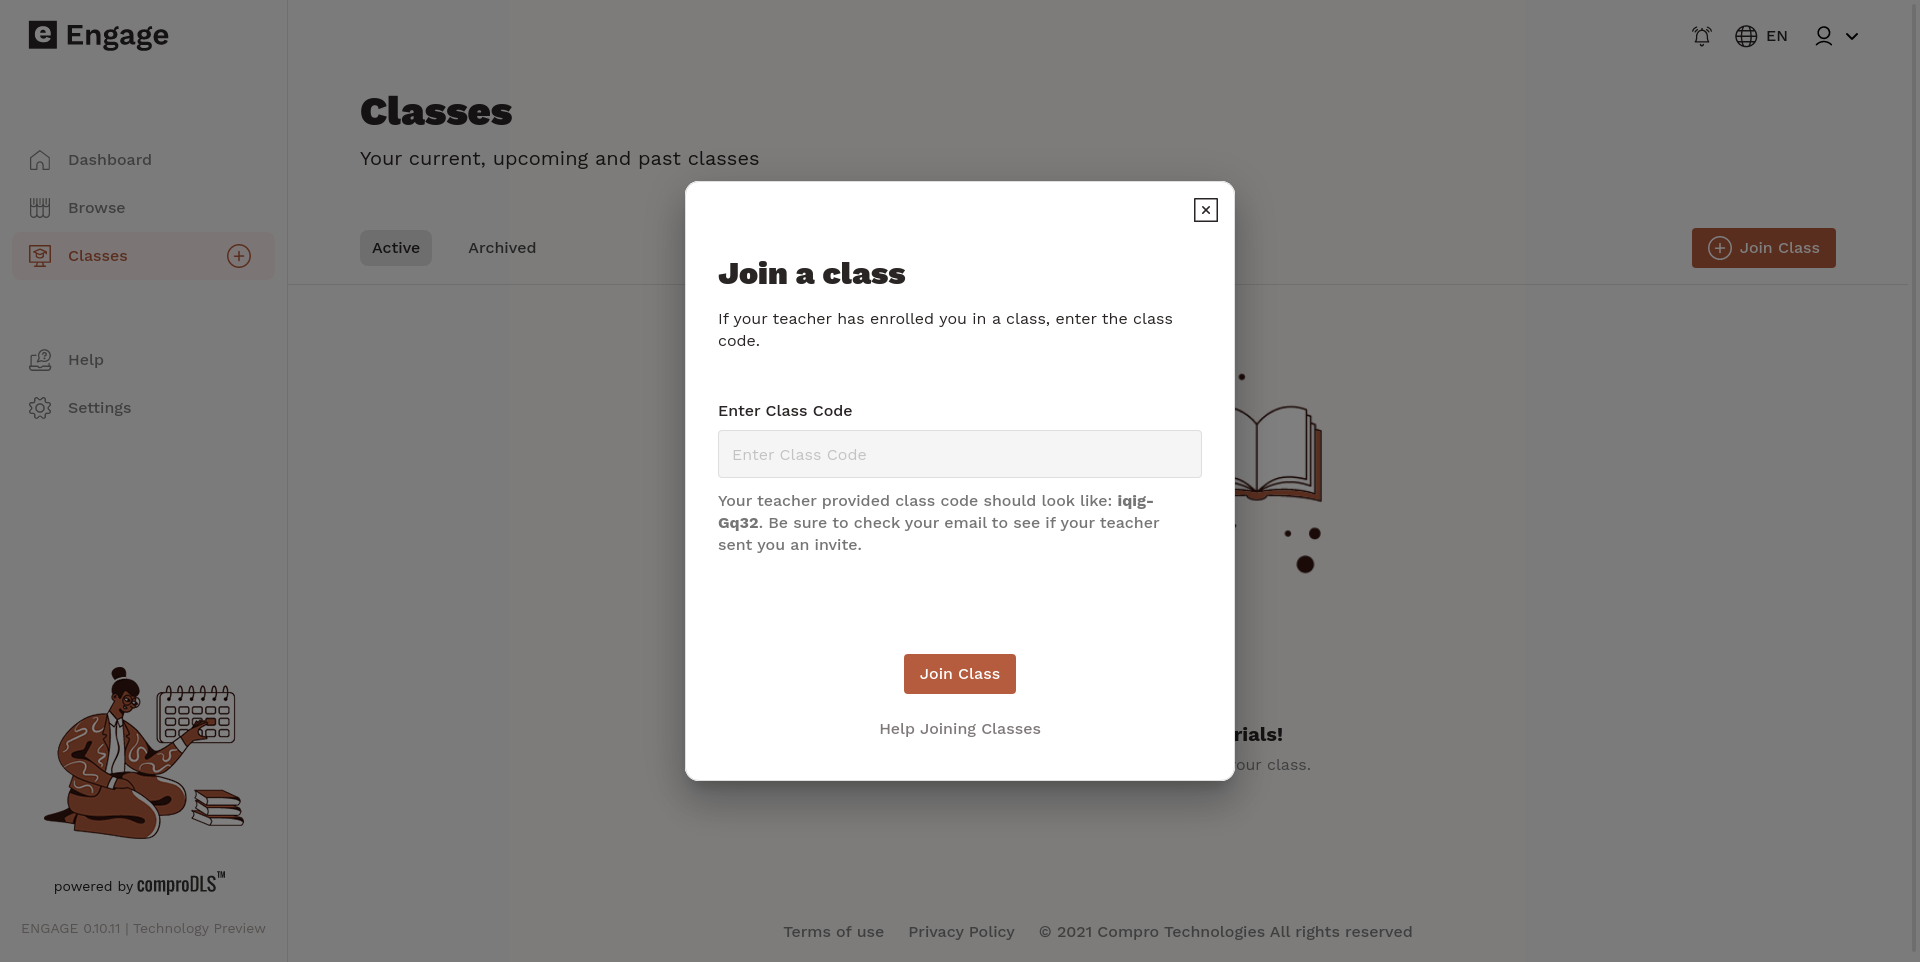 e Engage
EN
Classes
Your current, upcoming and past classes
Dashboard
Browse
Classes
Help
Settings
Active
Archived
Join Class
Join a class
If your teacher has enrolled you in a class, enter the class
code.
Enter Class Code
Enter Class Code
Your teacher provided class code should look like: iqig-
Gq32. Be sure to check your email to see if your teacher
sent you an invite.
Join Class
Help Joining Classes
class.
powered by comproDLS™
ENGAGE 0.10.11 | Technology Preview
Terms of use
Privacy Policy
© 2021 Compro Technologies All rights reserved